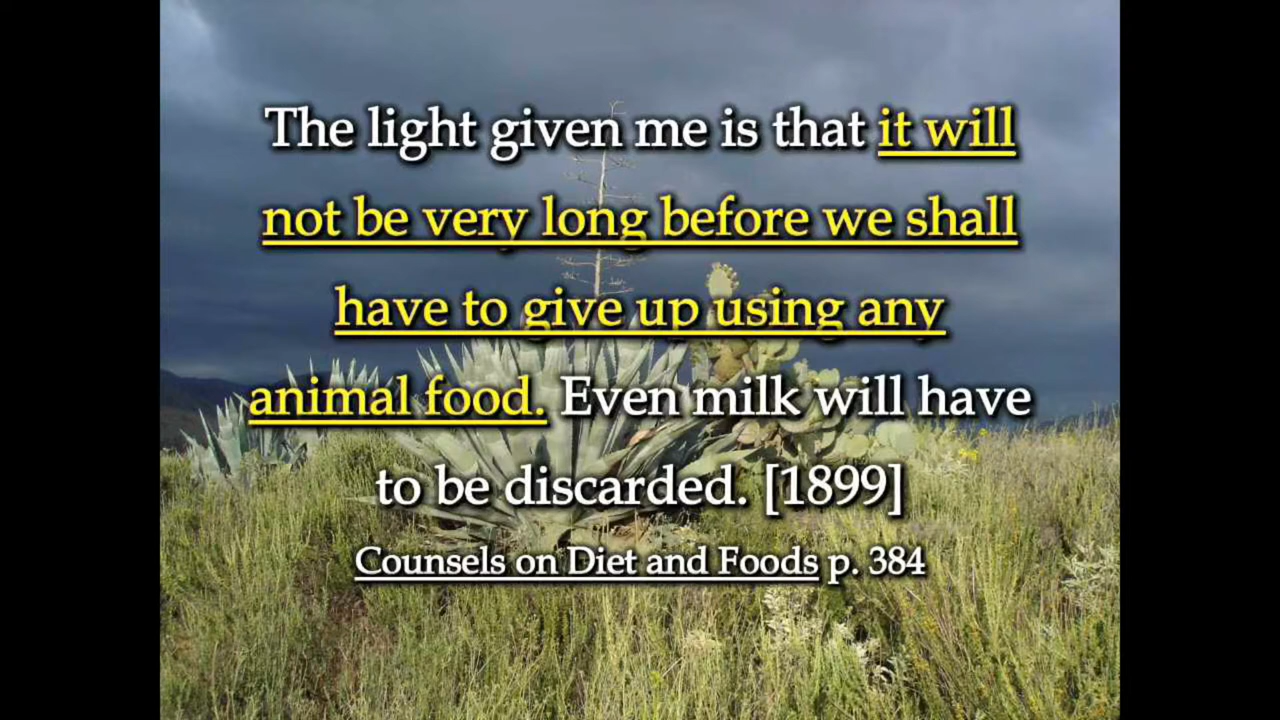 The light given me is that it will
not be very long before we shall
have to give up using any
animal food. Even milk will have
to be discarded. [1899]
Counsels on Diet and Foods p. 384